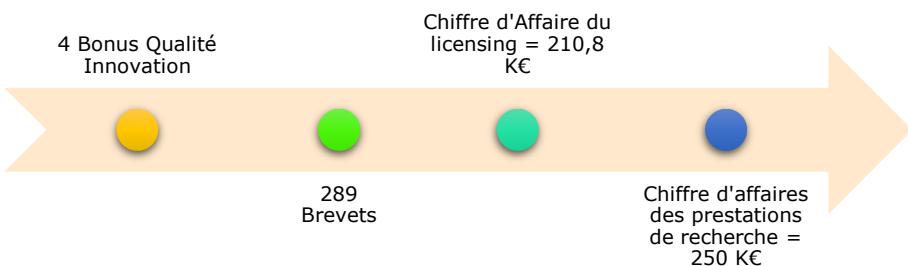 4 Bonus Qualité
Innovation
289
Brevets
Chiffre d'Affaire du
licensing = 210,8
K€
Chiffre d'affaires
des prestations
de recherche =
250 K€